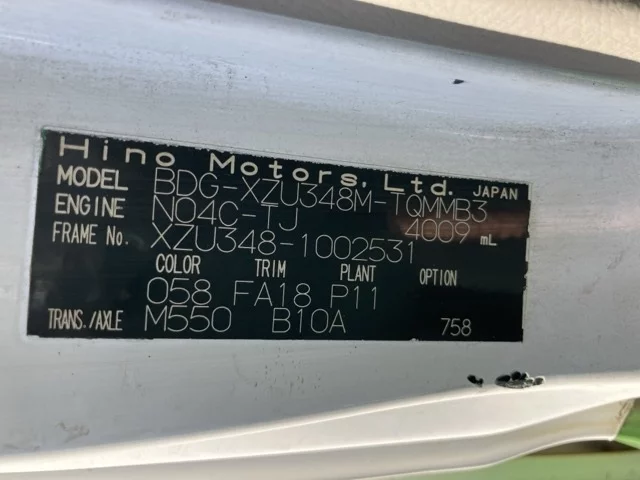 Hino Motors, Ltd. JAPAN
MODEL BDG-XZU348M-TQMMB3
ENGINE N04C-TJ 4009 mL
FRAME No. XZU348-1002531
COLOR TRIM PLANT OPTION
058 FA18 P11
TRANS./AXLE M550 B10A 758